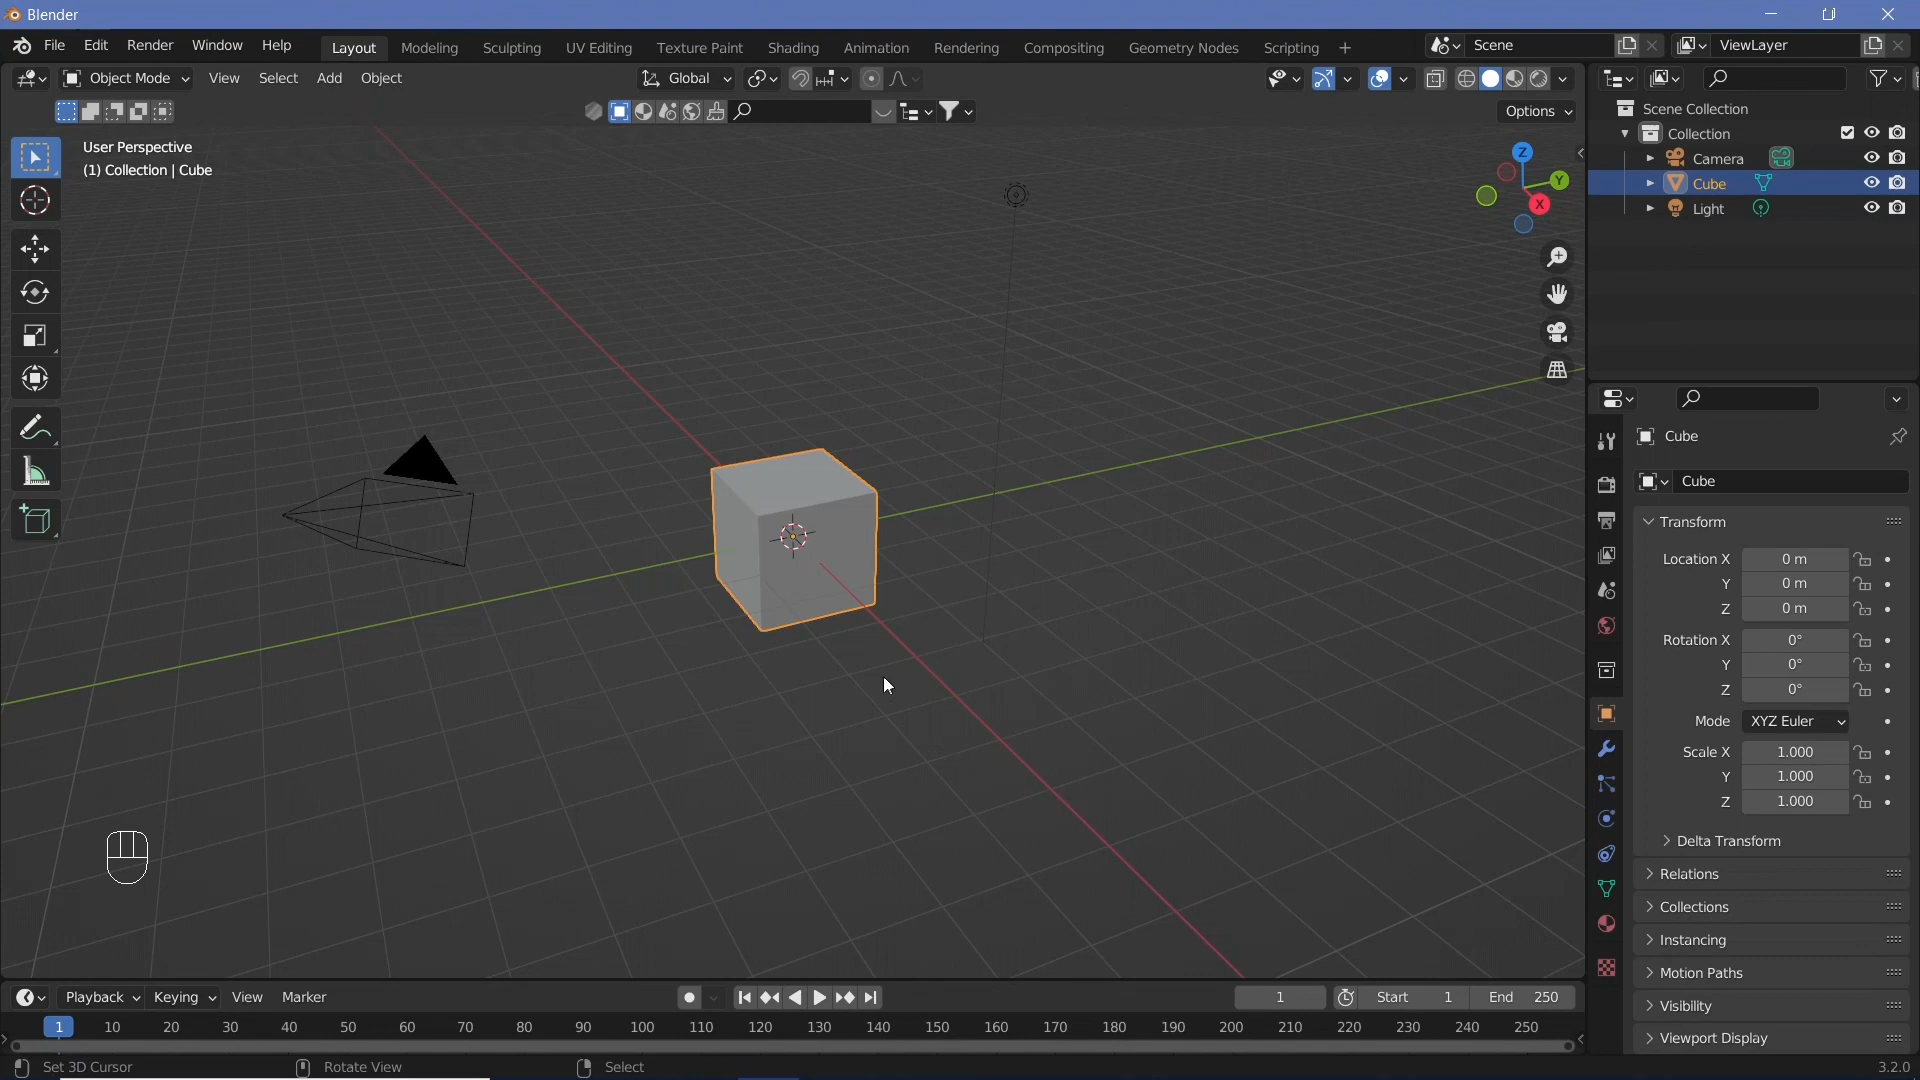 Blender
File Edit Render Window Help Layout Modeling Sculpting UV Editing Texture Paint Shading Animation Rendering Compositing Geometry Nodes Scripting + Scene ViewLayer
Object Mode View Select Add Object Global
Options
User Perspective
(1) Collection | Cube
Z
Y
X
Scene Collection
Collection
Camera
Cube
Light
Cube
Cube
Transform
Location X 0 m
Y 0 m
Z 0 m
Rotation X 0°
Y 0°
Z 0°
Mode XYZ Euler
Scale X 1.000
Y 1.000
Z 1.000
Delta Transform
Relations
Collections
Instancing
Motion Paths
Visibility
Viewport Display
Playback Keying View Marker 1 Start 1 End 250
1 10 20 30 40 50 60 70 80 90 100 110 120 130 140 150 160 170 180 190 200 210 220 230 240 250
Set 3D Cursor Rotate View Select 3.2.0